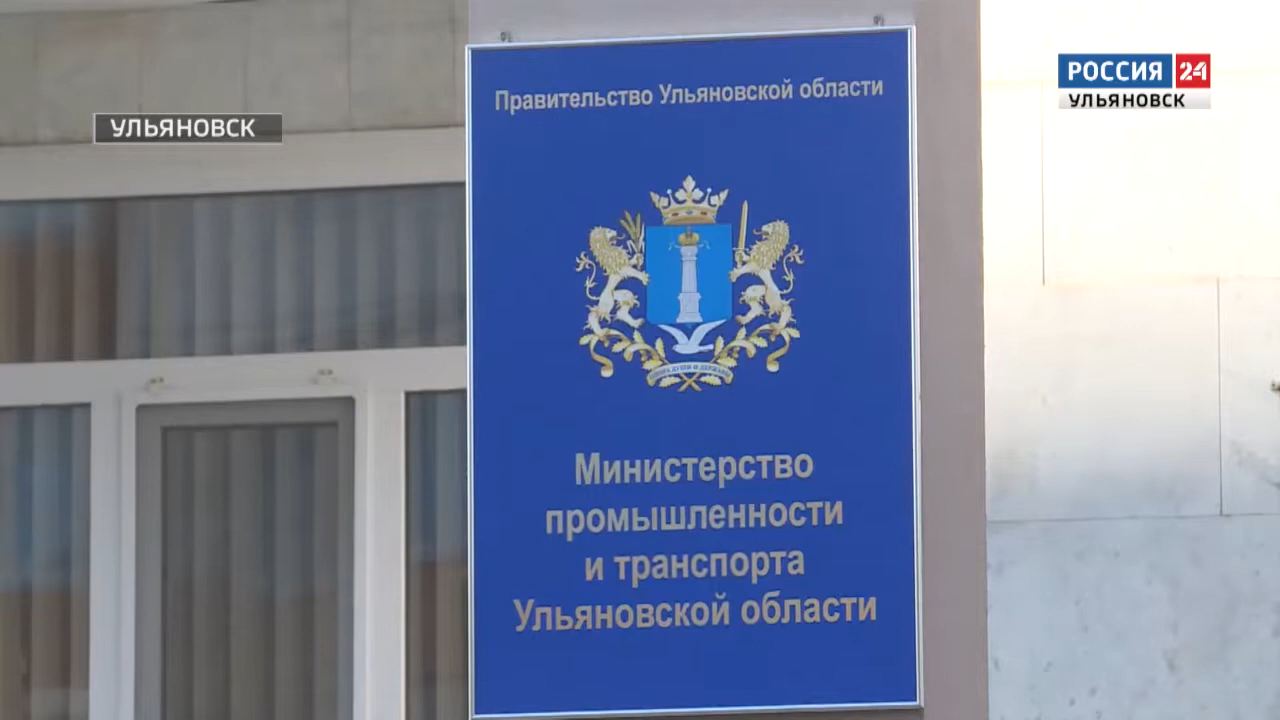 УЛЬЯНОВСК
РОССИЯ 24
УЛЬЯНОВСК
Правительство Ульяновской области
Министерство
промышленности
и транспорта
Ульяновской области